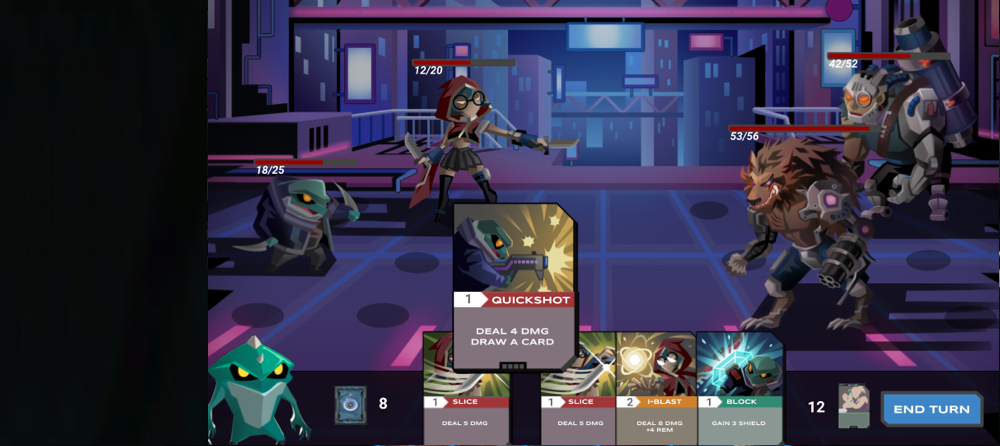 12/20
42/52
53/56
18/25
1 QUICKSHOT
DEAL 4 DMG
DRAW A CARD
1 SLICE
DEAL 5 DMG
1 SLICE
DEAL 5 DMG
2 I-BLAST
DEAL 8 DMG
+4 REM
1 BLOCK
GAIN 3 SHIELD
8
12
END TURN